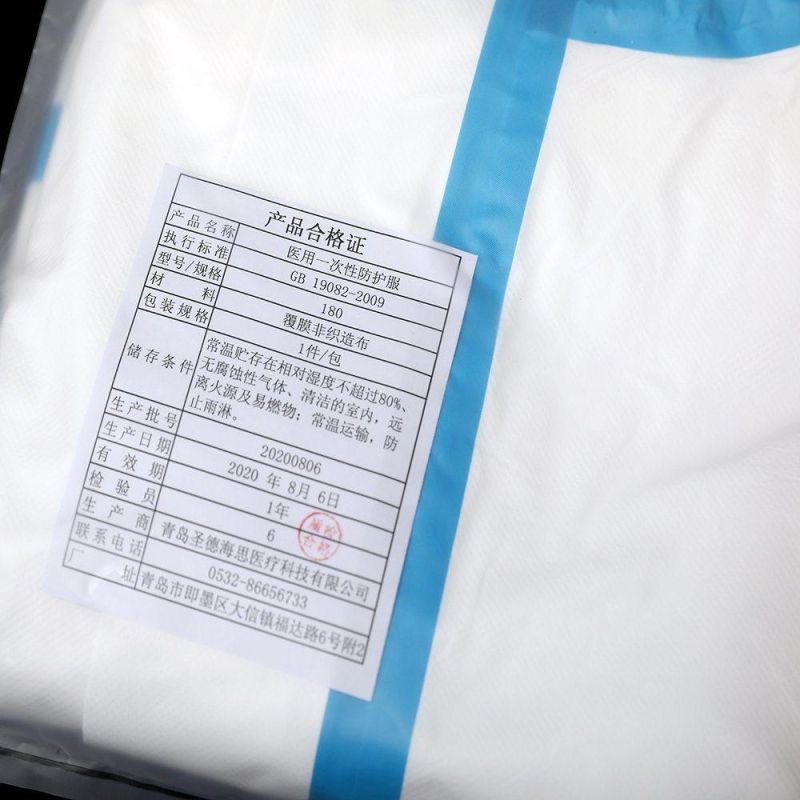 产品合格证
产品名称 医用一次性防护服
执行标准 GB 19082-2009
型号/规格 180
材料 覆膜非织造布
包装规格 1件/包
储存条件 常温贮存在相对湿度不超过80%、
无腐蚀性气体、清洁的室内，远
离火源及易燃物；常温运输，防
止雨淋。
生产批号 20200806
生产日期 2020 年 8月 6日
有效期 1年
检验员 6
质检
合格
生产商 青岛圣德海思医疗科技有限公司
联系电话 0532-86656733
厂址 青岛市即墨区大信镇福达路6号附2